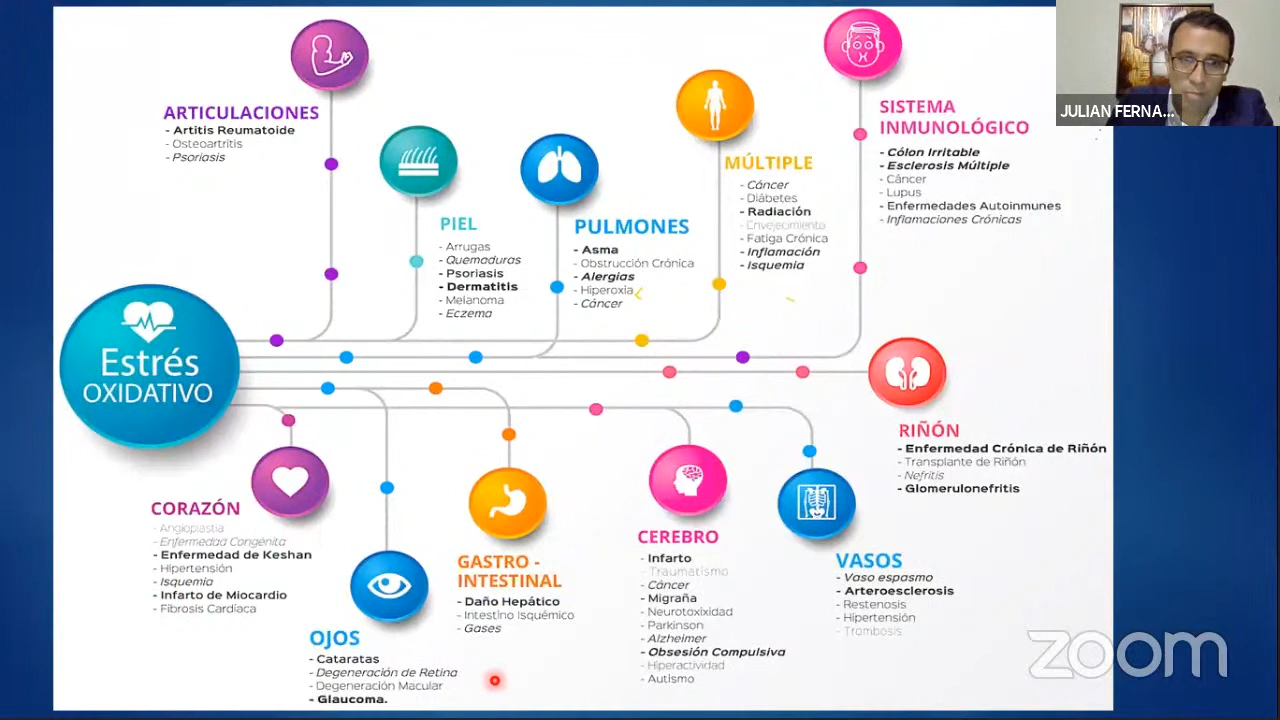 ARTICULACIONES
- Artitis Reumatoide
- Osteoartritis
- Psoriasis
PIEL
- Arrugas
- Quemaduras
- Psoriasis
- Dermatitis
- Melanoma
- Eczema
PULMONES
- Asma
- Obstrucción Crónica
- Alergias
- Hiperoxia
- Cáncer
MÚLTIPLE
- Cáncer
- Diábetes
- Radiación
- Envejecimiento
- Fatiga Crónica
- Inflamación
- Isquemia
SISTEMA
INMUNOLÓGICO
- Cólon Irritable
- Esclerosis Múltiple
- Câncer
- Lupus
- Enfermedades Autoinmunes
- Inflamaciones Crónicas
JULIAN FERNA...
Estrés
OXIDATIVO
RIÑÓN
- Enfermedad Crónica de Riñón
- Transplante de Riñón
- Nefritis
- Glomerulonefritis
CORAZÓN
- Angioplastia
- Enfermedad Congénita
- Enfermedad de Keshan
- Hipertensión
- Isquemia
- Infarto de Miocardio
- Fibrosis Cardíaca
OJOS
- Cataratas
- Degeneración de Retina
- Degeneración Macular
- Glaucoma.
GASTRO -
INTESTINAL
- Daño Hepático
- Intestino Isquémico
- Gases
CEREBRO
- Infarto
- Traumatismo
- Cáncer
- Migraña
- Neurotoxixidad
- Parkinson
- Alzheimer
- Obsesión Compulsiva
- Hiperactividad
- Autismo
VASOS
- Vaso espasmo
- Arteroesclerosis
- Restenosis
- Hipertensión
- Trombosis
zoom